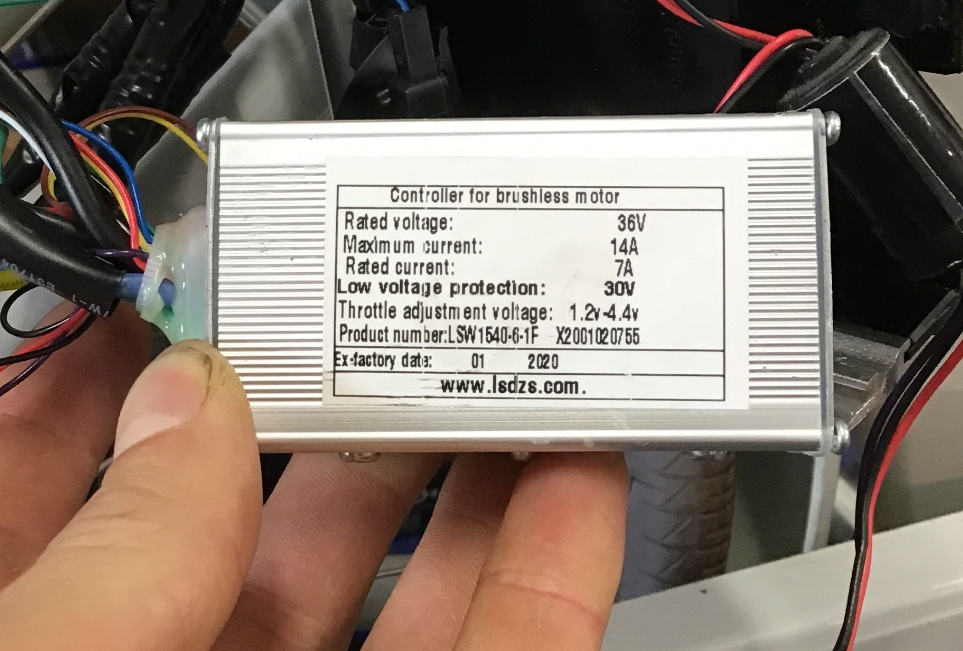 Controller for brushless motor
Rated voltage: 36V
Maximum current: 14A
Rated current: 7A
Low voltage protection: 30V
Throttle adjustment voltage: 1.2v-4.4v
Product number:LSW1540-6-1F X2001020755
Ex-factory date: 01 2020
www.lsdzs.com.